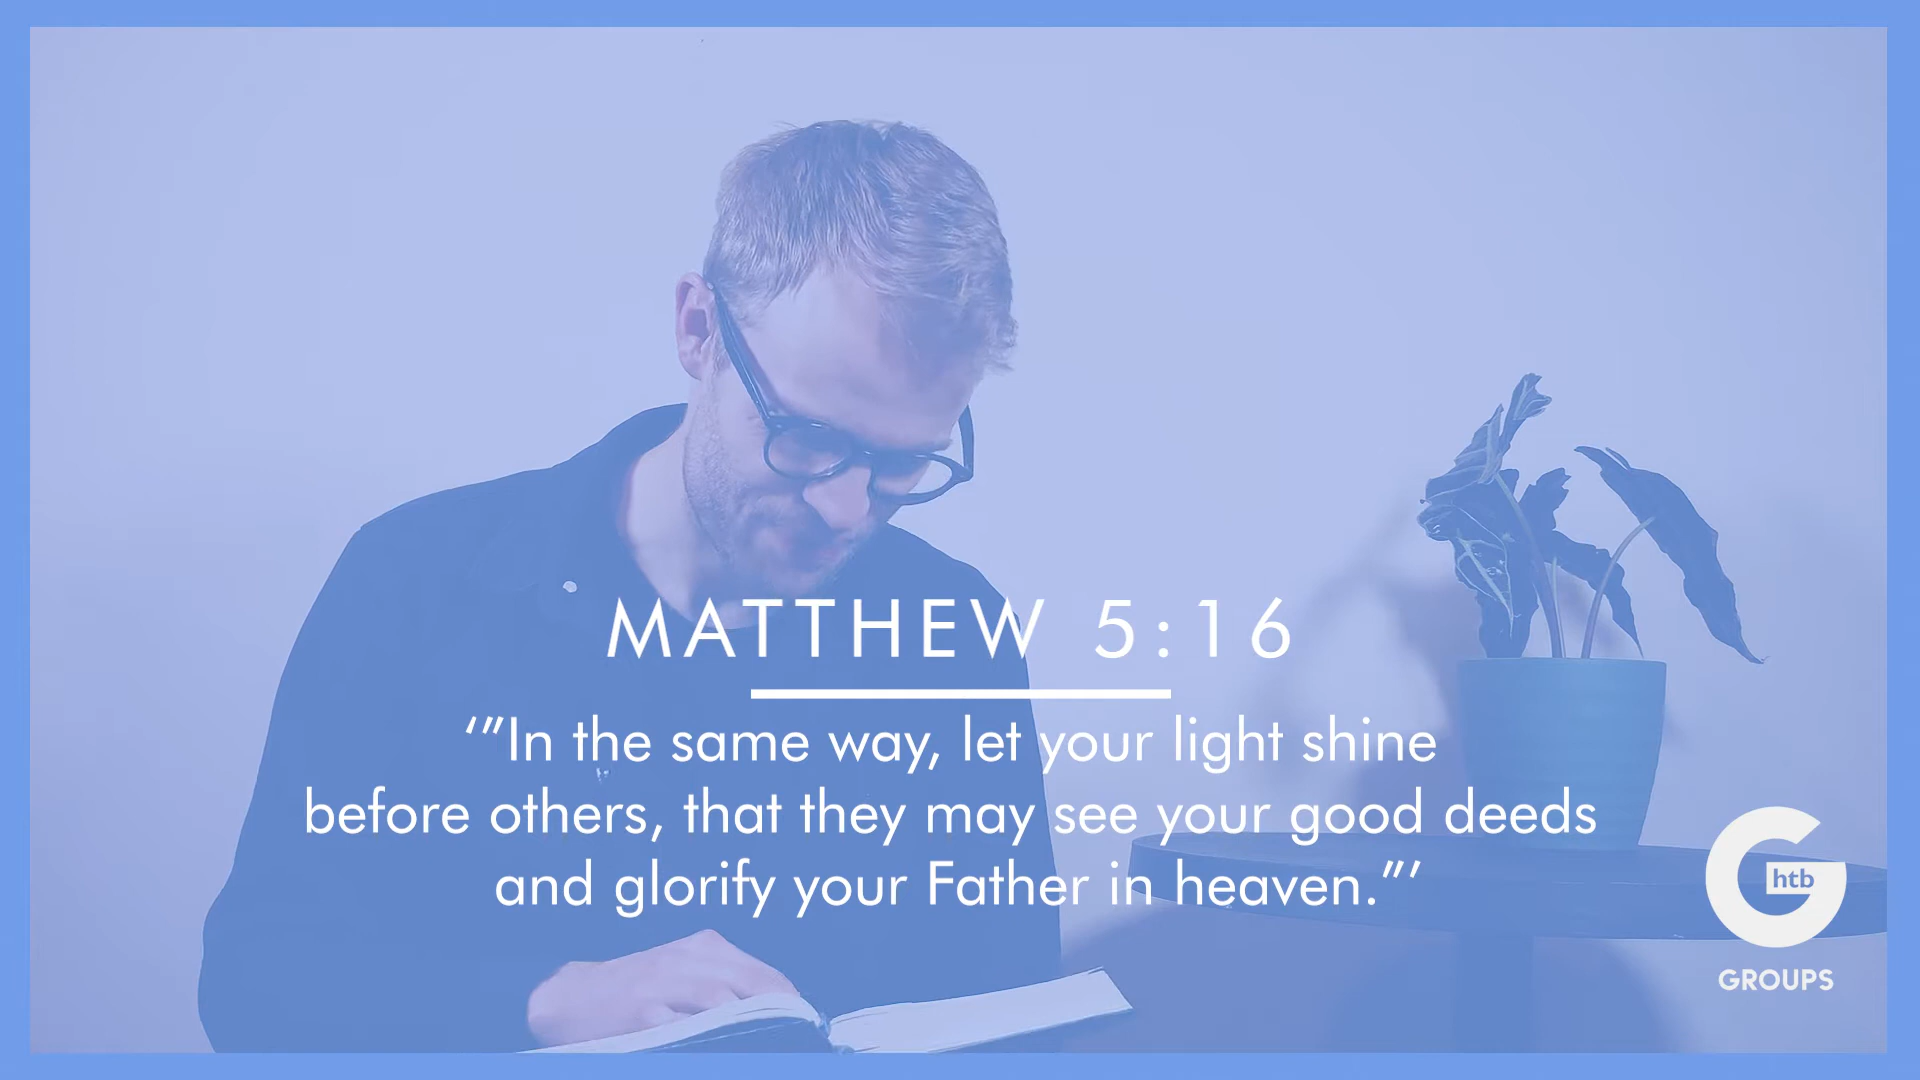 MATTHEW 5:16
‘”In the same way, let your light shine
before others, that they may see your good deeds
and glorify your Father in heaven.”’
htb
GROUPS